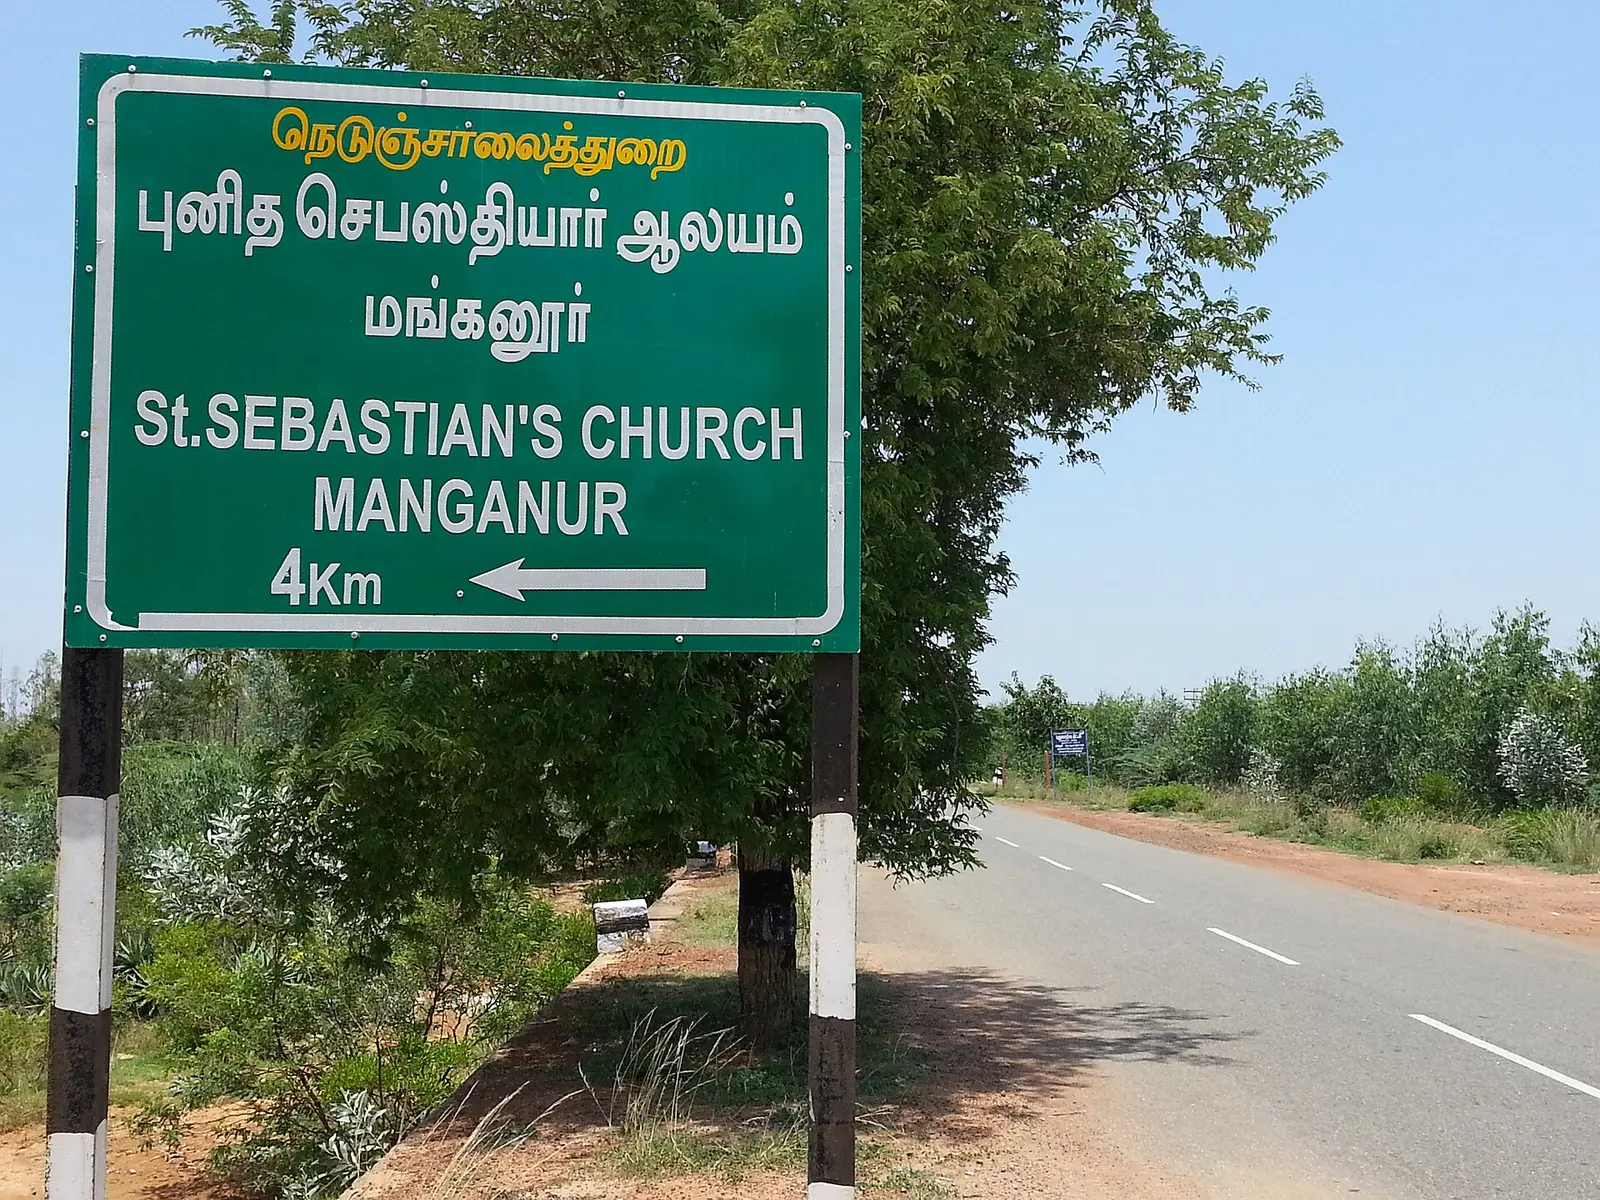 நெடுஞ்சாலைத்துறை
புனித செபஸ்தியார் ஆலயம்
மங்கனூர்
St.SEBASTIAN'S CHURCH
MANGANUR
4Km